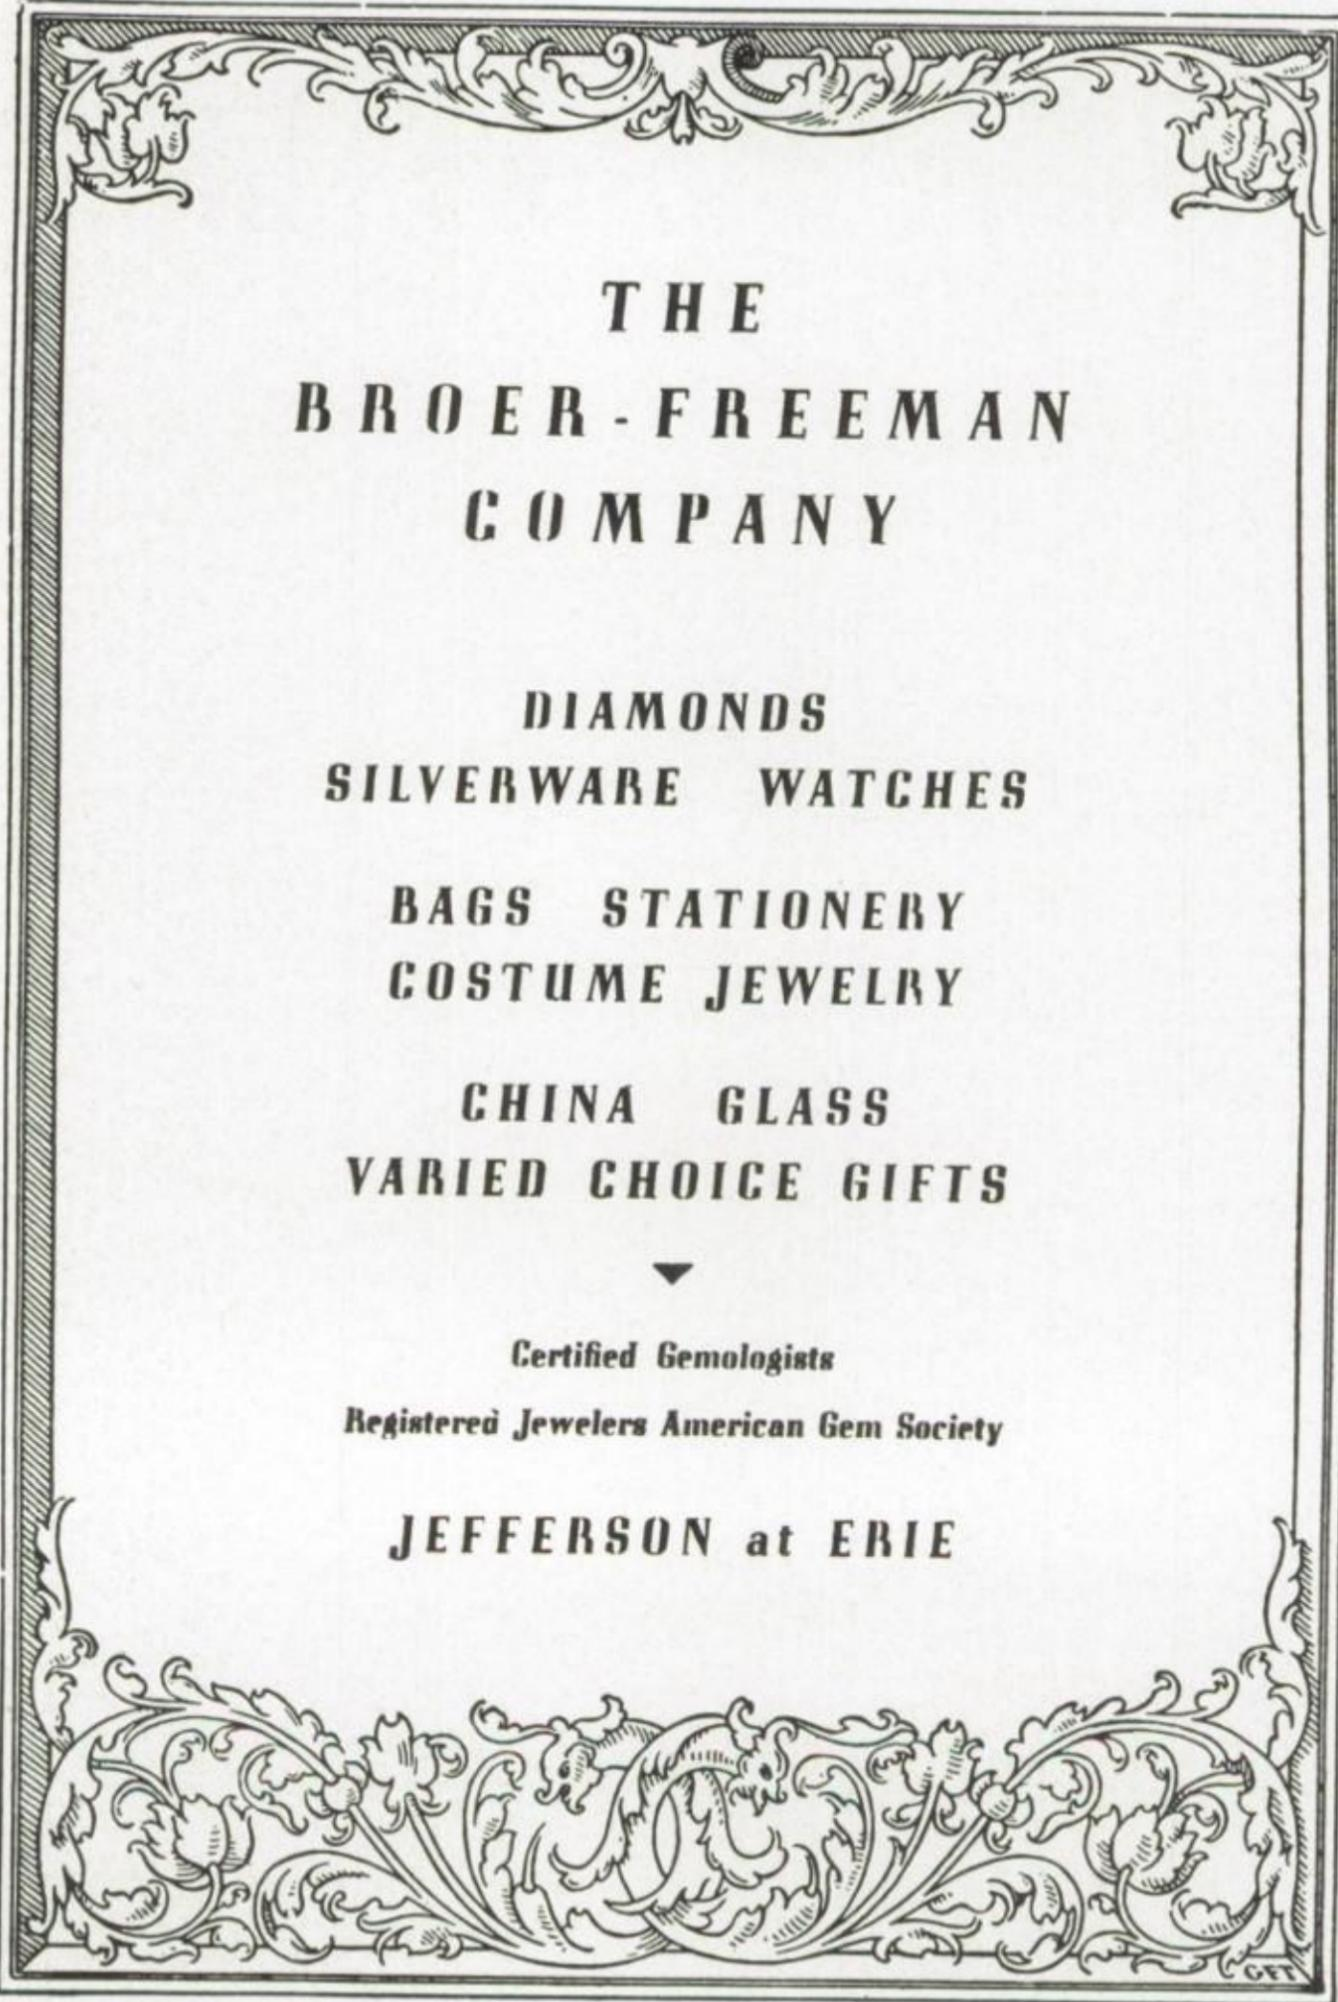 THE
BROER-FREEMAN
COMPANY
DIAMONDS
SILVERWARE WATCHES
BAGS STATIONERY
COSTUME JEWELRY
CHINA GLASS
VARIED CHOICE GIFTS
Certified Gemologists
Registered Jewelers American Gem Society
JEFFERSON at ERIE